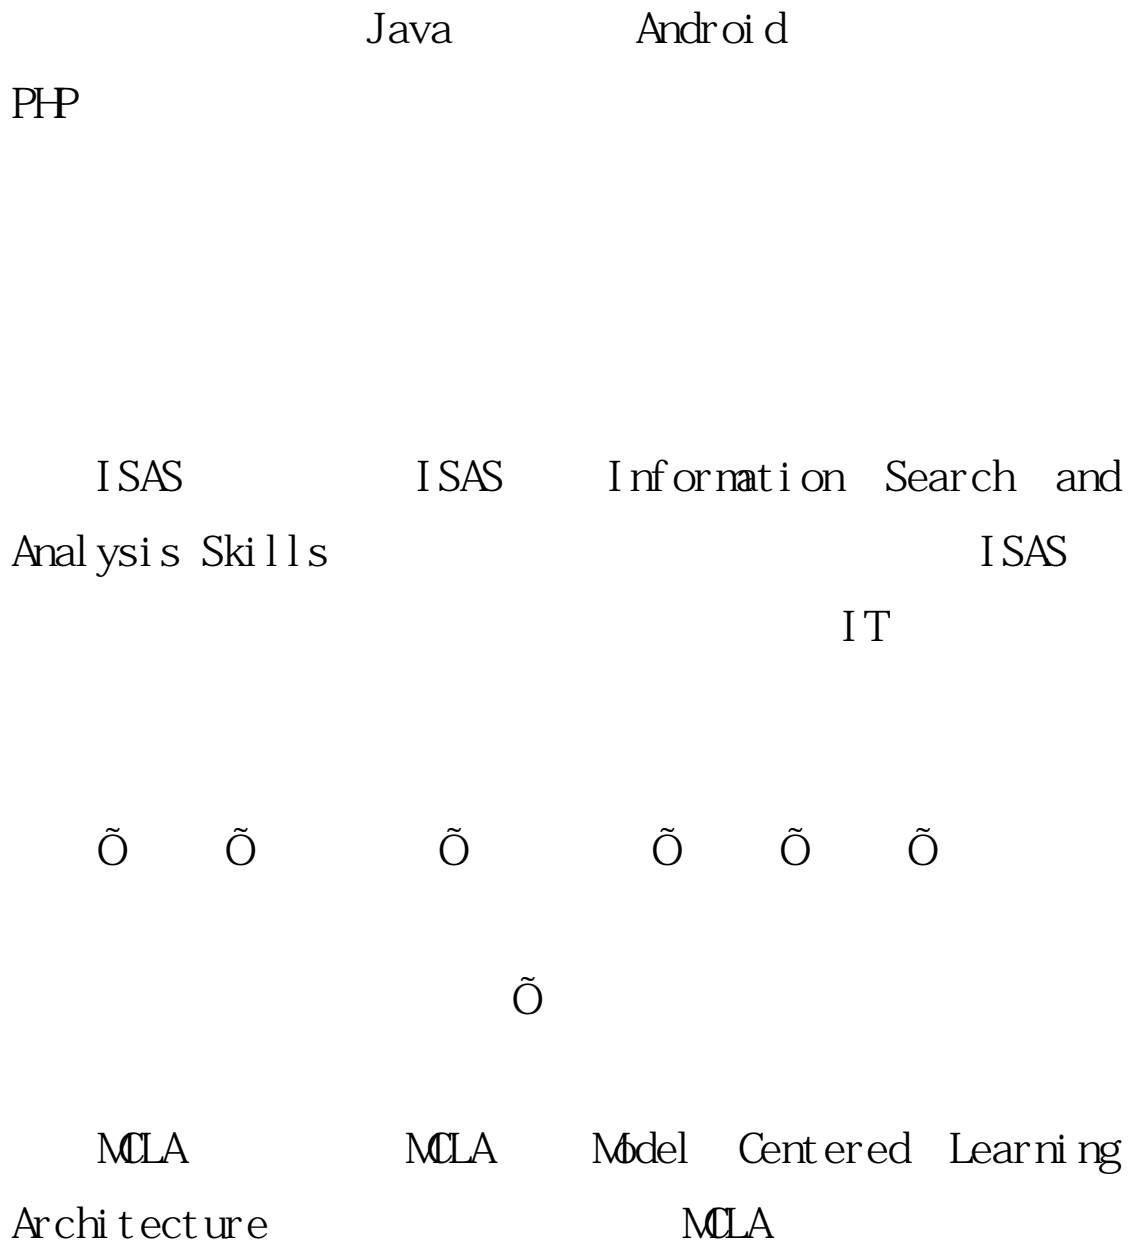 Java Android
PHP
ISAS ISAS Information Search and
Analysis Skills ISAS
IT
Õ Õ Õ Õ Õ Õ
Õ
MCLA MCLA Model Centered Learning
Architecture MCLA